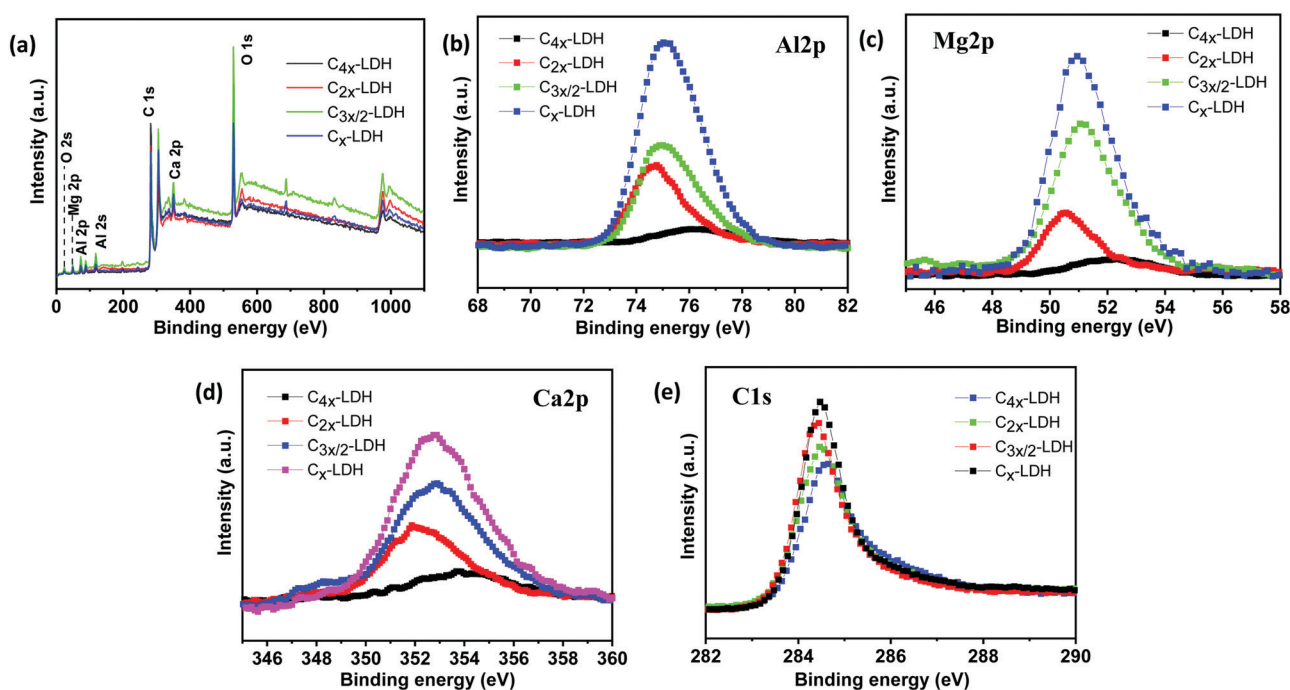 (a)
O 2s
Mg 2p
Al 2p
Al 2s
C 1s
Ca 2p
O 1s
C4x-LDH
C2x-LDH
C3x/2-LDH
Cx-LDH
Intensity (a.u.)
0 200 400 600 800 1000
Binding energy (eV)
(b)
C4x-LDH
C2x-LDH
C3x/2-LDH
Cx-LDH
Al2p
Intensity (a.u.)
68 70 72 74 76 78 80 82
Binding energy (eV)
(c)
Mg2p
C4x-LDH
C2x-LDH
C3x/2-LDH
Cx-LDH
Intensity (a.u.)
46 48 50 52 54 56 58
Binding energy (eV)
(d)
C4x-LDH
C2x-LDH
C3x/2-LDH
Cx-LDH
Ca2p
Intensity (a.u.)
346 348 350 352 354 356 358 360
Binding energy (eV)
(e)
C1s
C4x-LDH
C2x-LDH
C3x/2-LDH
Cx-LDH
Intensity (a.u.)
282 284 286 288 290
Binding energy (eV)